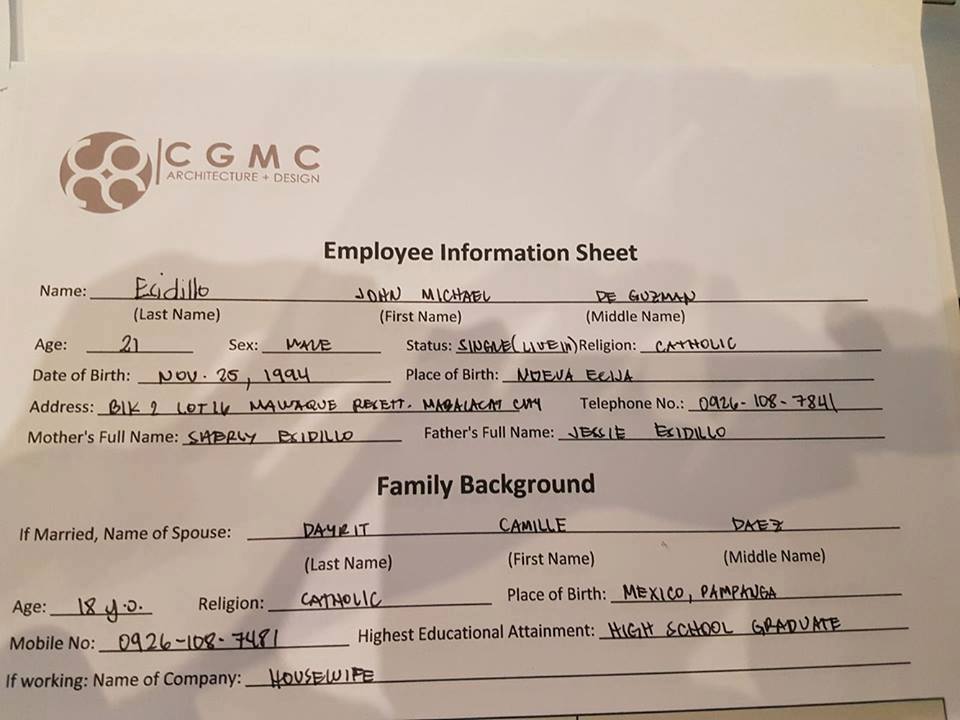 CGMC
ARCHITECTURE + DESIGN
Employee Information Sheet
Name: Ecidillo JOHN MICHAEL DE GUZMAN
(Last Name) (First Name) (Middle Name)
Age: 21 Sex: MALE Status: SINGLE(LIVE IN) Religion: CATHOLIC
Date of Birth: NOV. 25, 1994 Place of Birth: NUEVA ECIJA
Address: BLK 2 LOT 16 MAWAQUE RESETT. MABALACAT CITY Telephone No.: 0926-108-7841
Mother's Full Name: SHERLY ECIDILLO Father's Full Name: JESSIE ECIDILLO
Family Background
If Married, Name of Spouse: DAYRIT CAMILLE DAEZ
(Last Name) (First Name) (Middle Name)
Age: 18 y.o. Religion: CATHOLIC Place of Birth: MEXICO, PAMPANGA
Mobile No: 0926-108-7481 Highest Educational Attainment: HIGH SCHOOL GRADUATE
If working: Name of Company: HOUSEWIFE